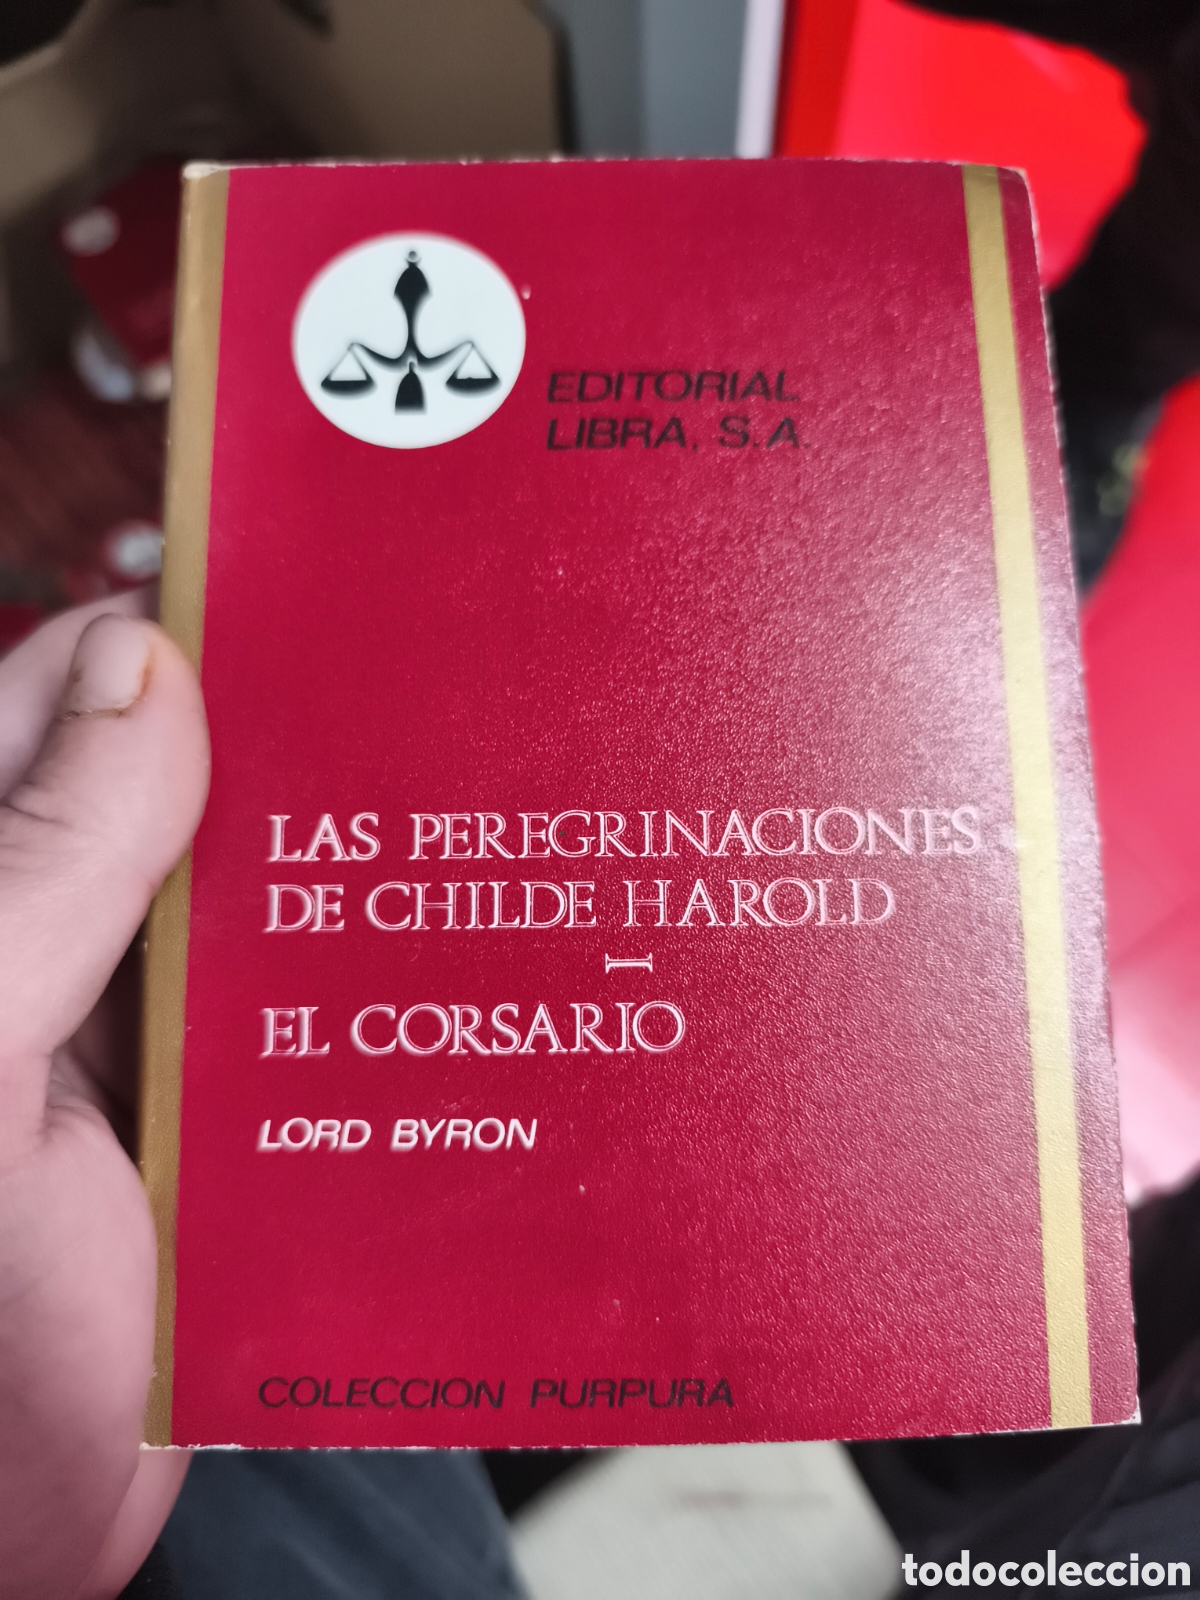 EDITORIAL
LIBRA, S.A.
LAS PEREGRINACIONES
DE CHILDE HAROLD
EL CORSARIO
LORD BYRON
COLECCION PURPURA
todocoleccion